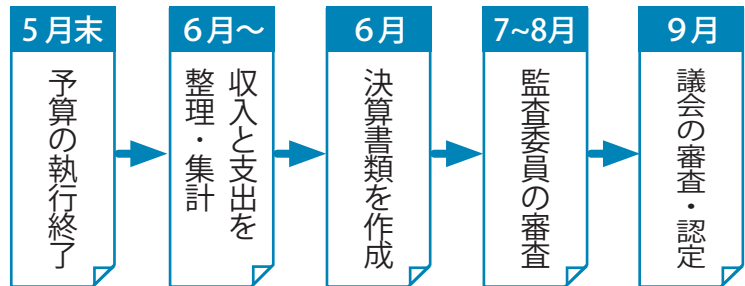 5月末
予算の執行終了
6月～
収入と支出を
整理・集計
6月
決算書類を作成
7~8月
監査委員の審査
9月
議会の審査・認定